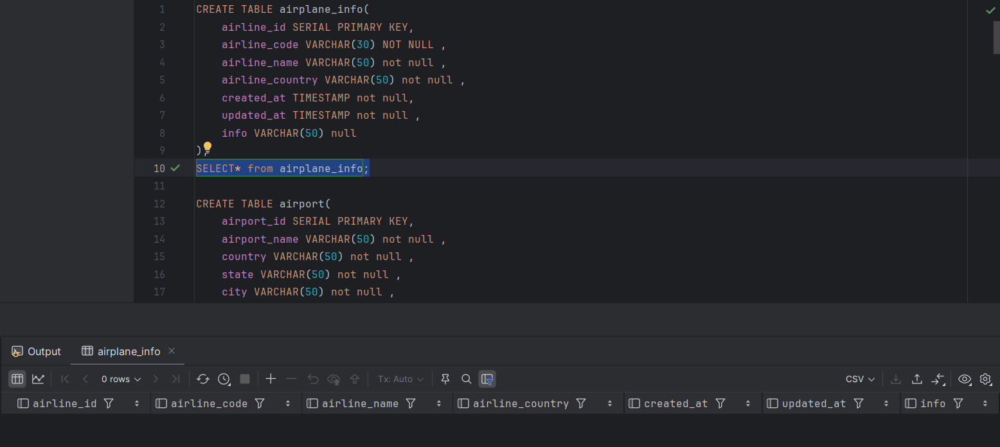 1 CREATE TABLE airplane_info(
2 airline_id SERIAL PRIMARY KEY,
3 airline_code VARCHAR(30) NOT NULL ,
4 airline_name VARCHAR(50) not null ,
5 airline_country VARCHAR(50) not null ,
6 created_at TIMESTAMP not null,
7 updated_at TIMESTAMP not null ,
8 info VARCHAR(50) null
9 );
10 SELECT* from airplane_info;
11
12 CREATE TABLE airport(
13 airport_id SERIAL PRIMARY KEY,
14 airport_name VARCHAR(50) not null ,
15 country VARCHAR(50) not null ,
16 state VARCHAR(50) not null ,
17 city VARCHAR(50) not null ,
Output airplane_info
0 rows Tx: Auto CSV
airline_id airline_code airline_name airline_country created_at updated_at info